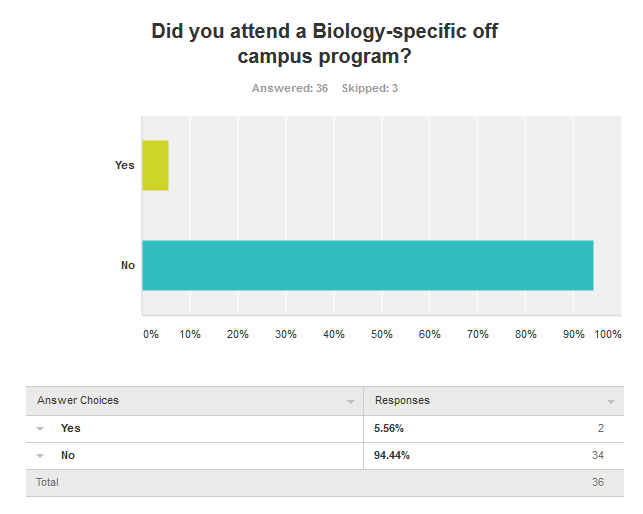 Did you attend a Biology-specific off
campus program?
Answered: 36 Skipped: 3
Yes
No
0% 10% 20% 30% 40% 50% 60% 70% 80% 90% 100%
Answer Choices Responses
Yes 5.56% 2
No 94.44% 34
Total 36